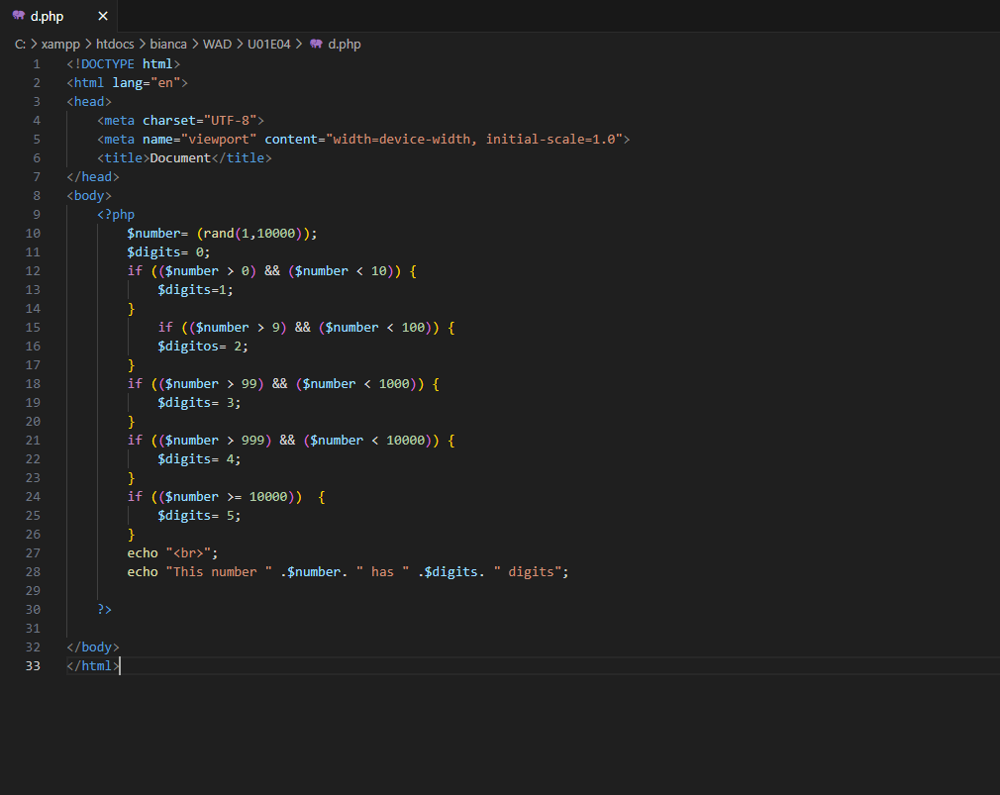 d.php
C: > xampp > htdocs > bianca > WAD > U01E04 > d.php
1 <!DOCTYPE html>
2 <html lang="en">
3 <head>
4     <meta charset="UTF-8">
5     <meta name="viewport" content="width=device-width, initial-scale=1.0">
6     <title>Document</title>
7 </head>
8 <body>
9     <?php
10         $number= (rand(1,10000));
11         $digits= 0;
12         if (($number > 0) && ($number < 10)) {
13             $digits=1;
14         }
15             if (($number > 9) && ($number < 100)) {
16             $digitos= 2;
17         }
18         if (($number > 99) && ($number < 1000)) {
19             $digits= 3;
20         }
21         if (($number > 999) && ($number < 10000)) {
22             $digits= 4;
23         }
24         if (($number >= 10000))  {
25             $digits= 5;
26         }
27         echo "<br>";
28         echo "This number " .$number. " has " .$digits. " digits";
29
30     ?>
31
32 </body>
33 </html>